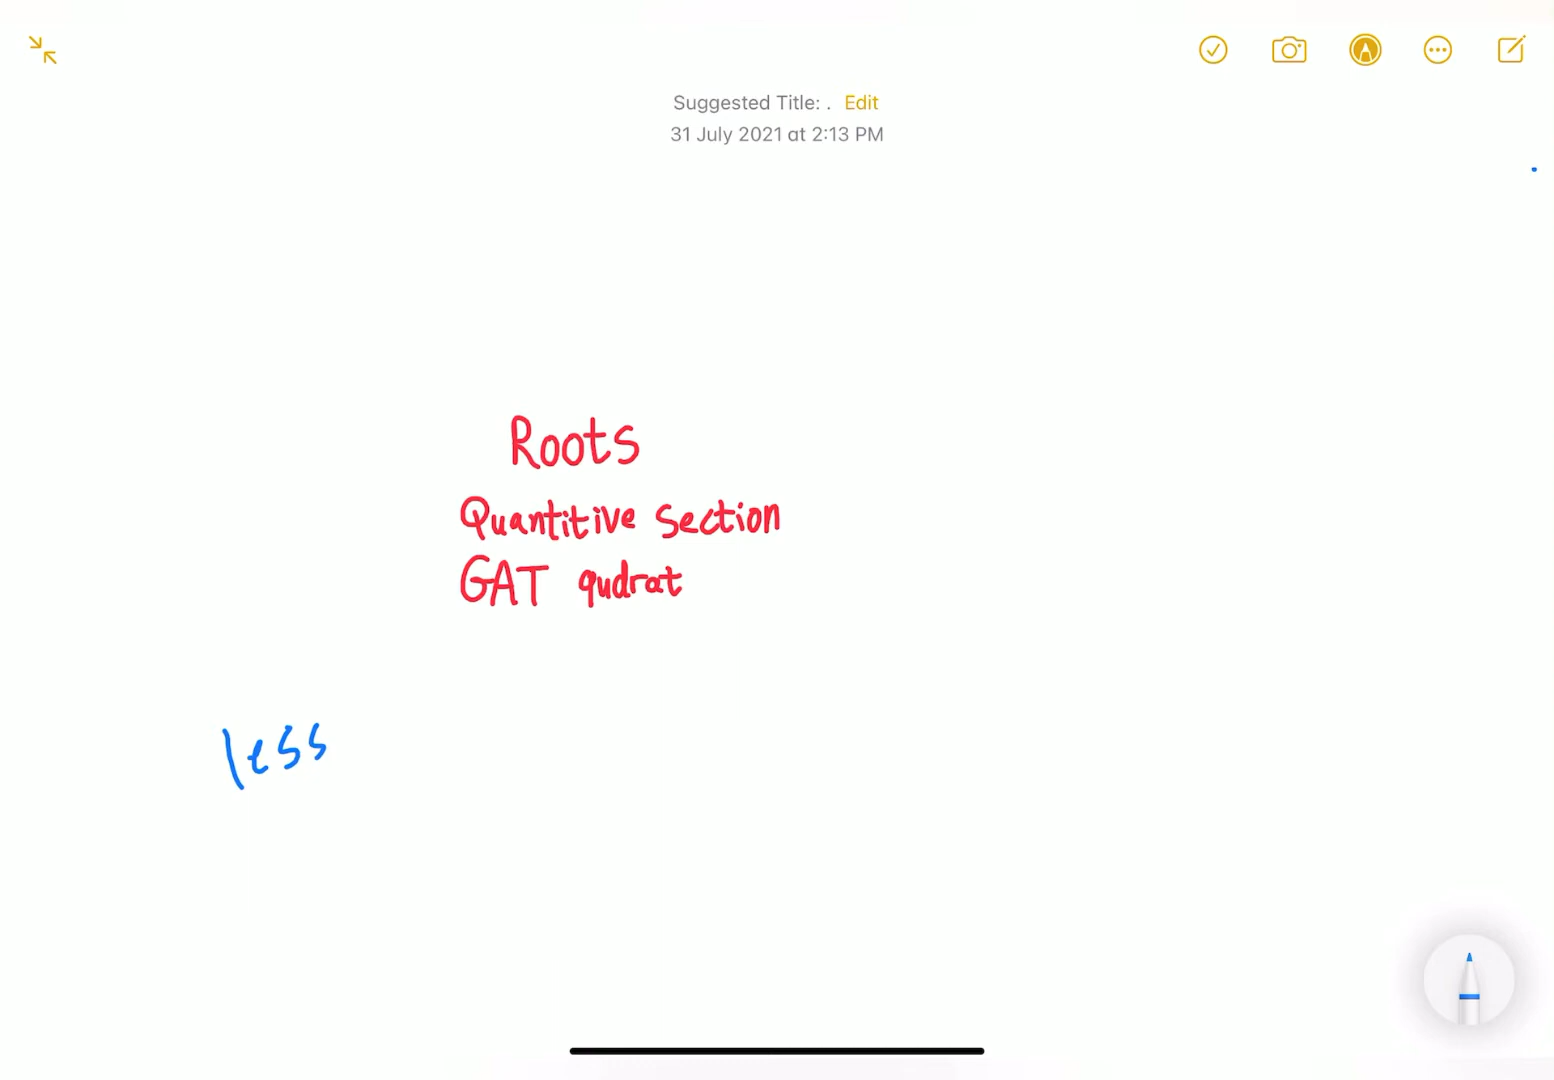 Suggested Title: . Edit
31 July 2021 at 2:13 PM
Roots
Quantitive section
GAT qudrat
less